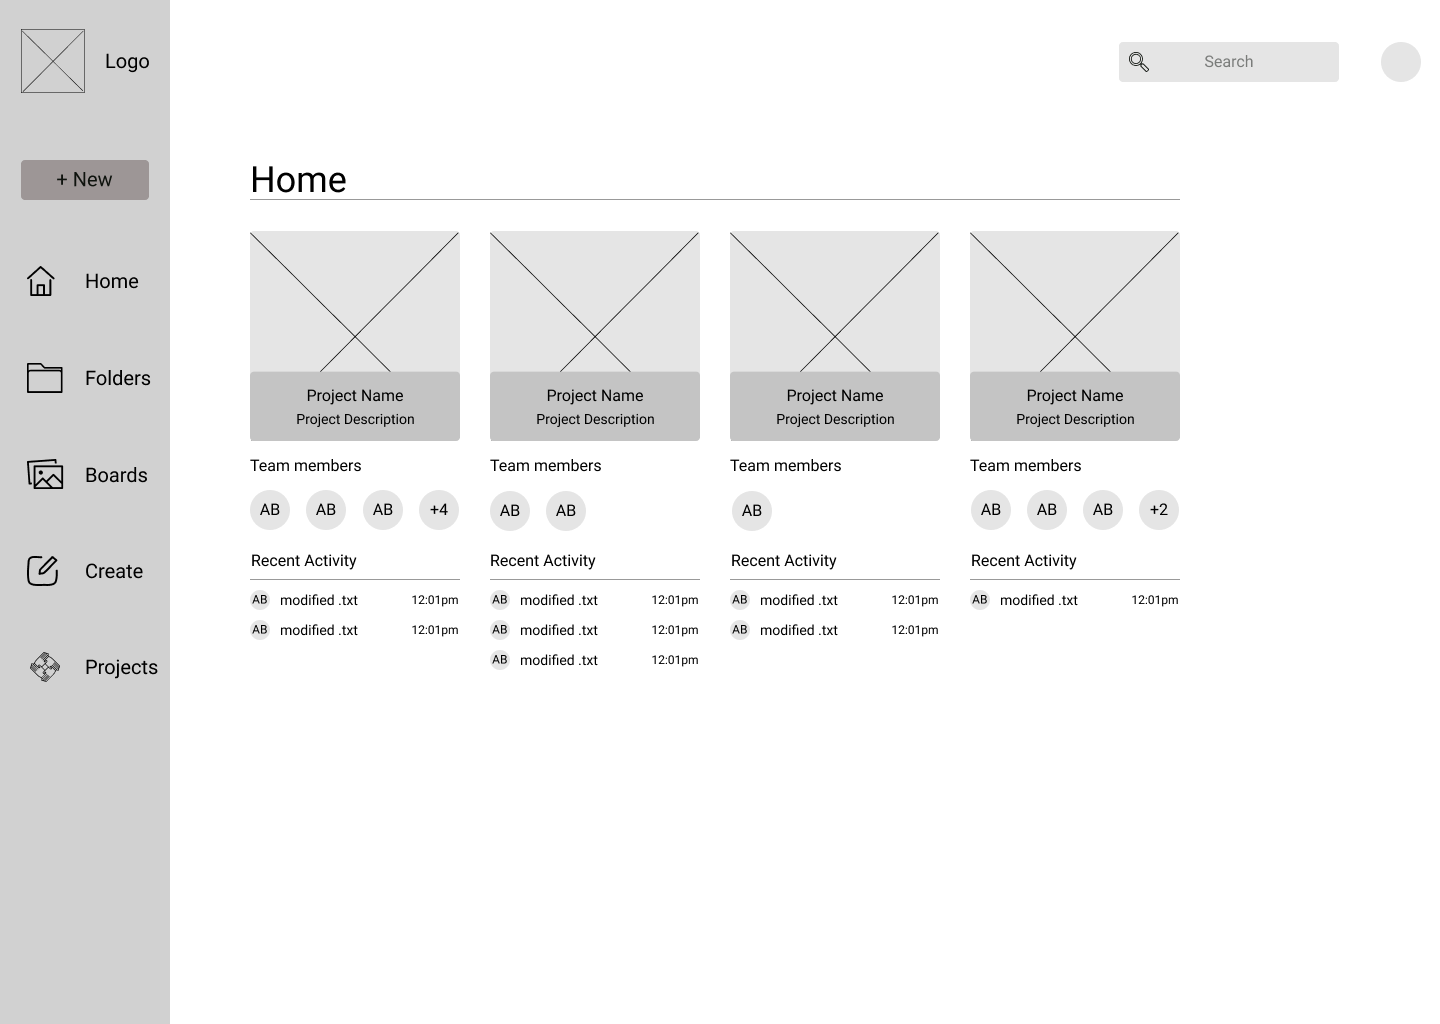 Logo
Search
+ New
Home
Folders
Boards
Create
Projects
Home
Project Name
Project Description
Team members
AB AB AB +4
Recent Activity
AB modified .txt 12:01pm
AB modified .txt 12:01pm
Project Name
Project Description
Team members
AB AB
Recent Activity
AB modified .txt 12:01pm
AB modified .txt 12:01pm
AB modified .txt 12:01pm
Project Name
Project Description
Team members
AB
Recent Activity
AB modified .txt 12:01pm
AB modified .txt 12:01pm
Project Name
Project Description
Team members
AB AB AB +2
Recent Activity
AB modified .txt 12:01pm